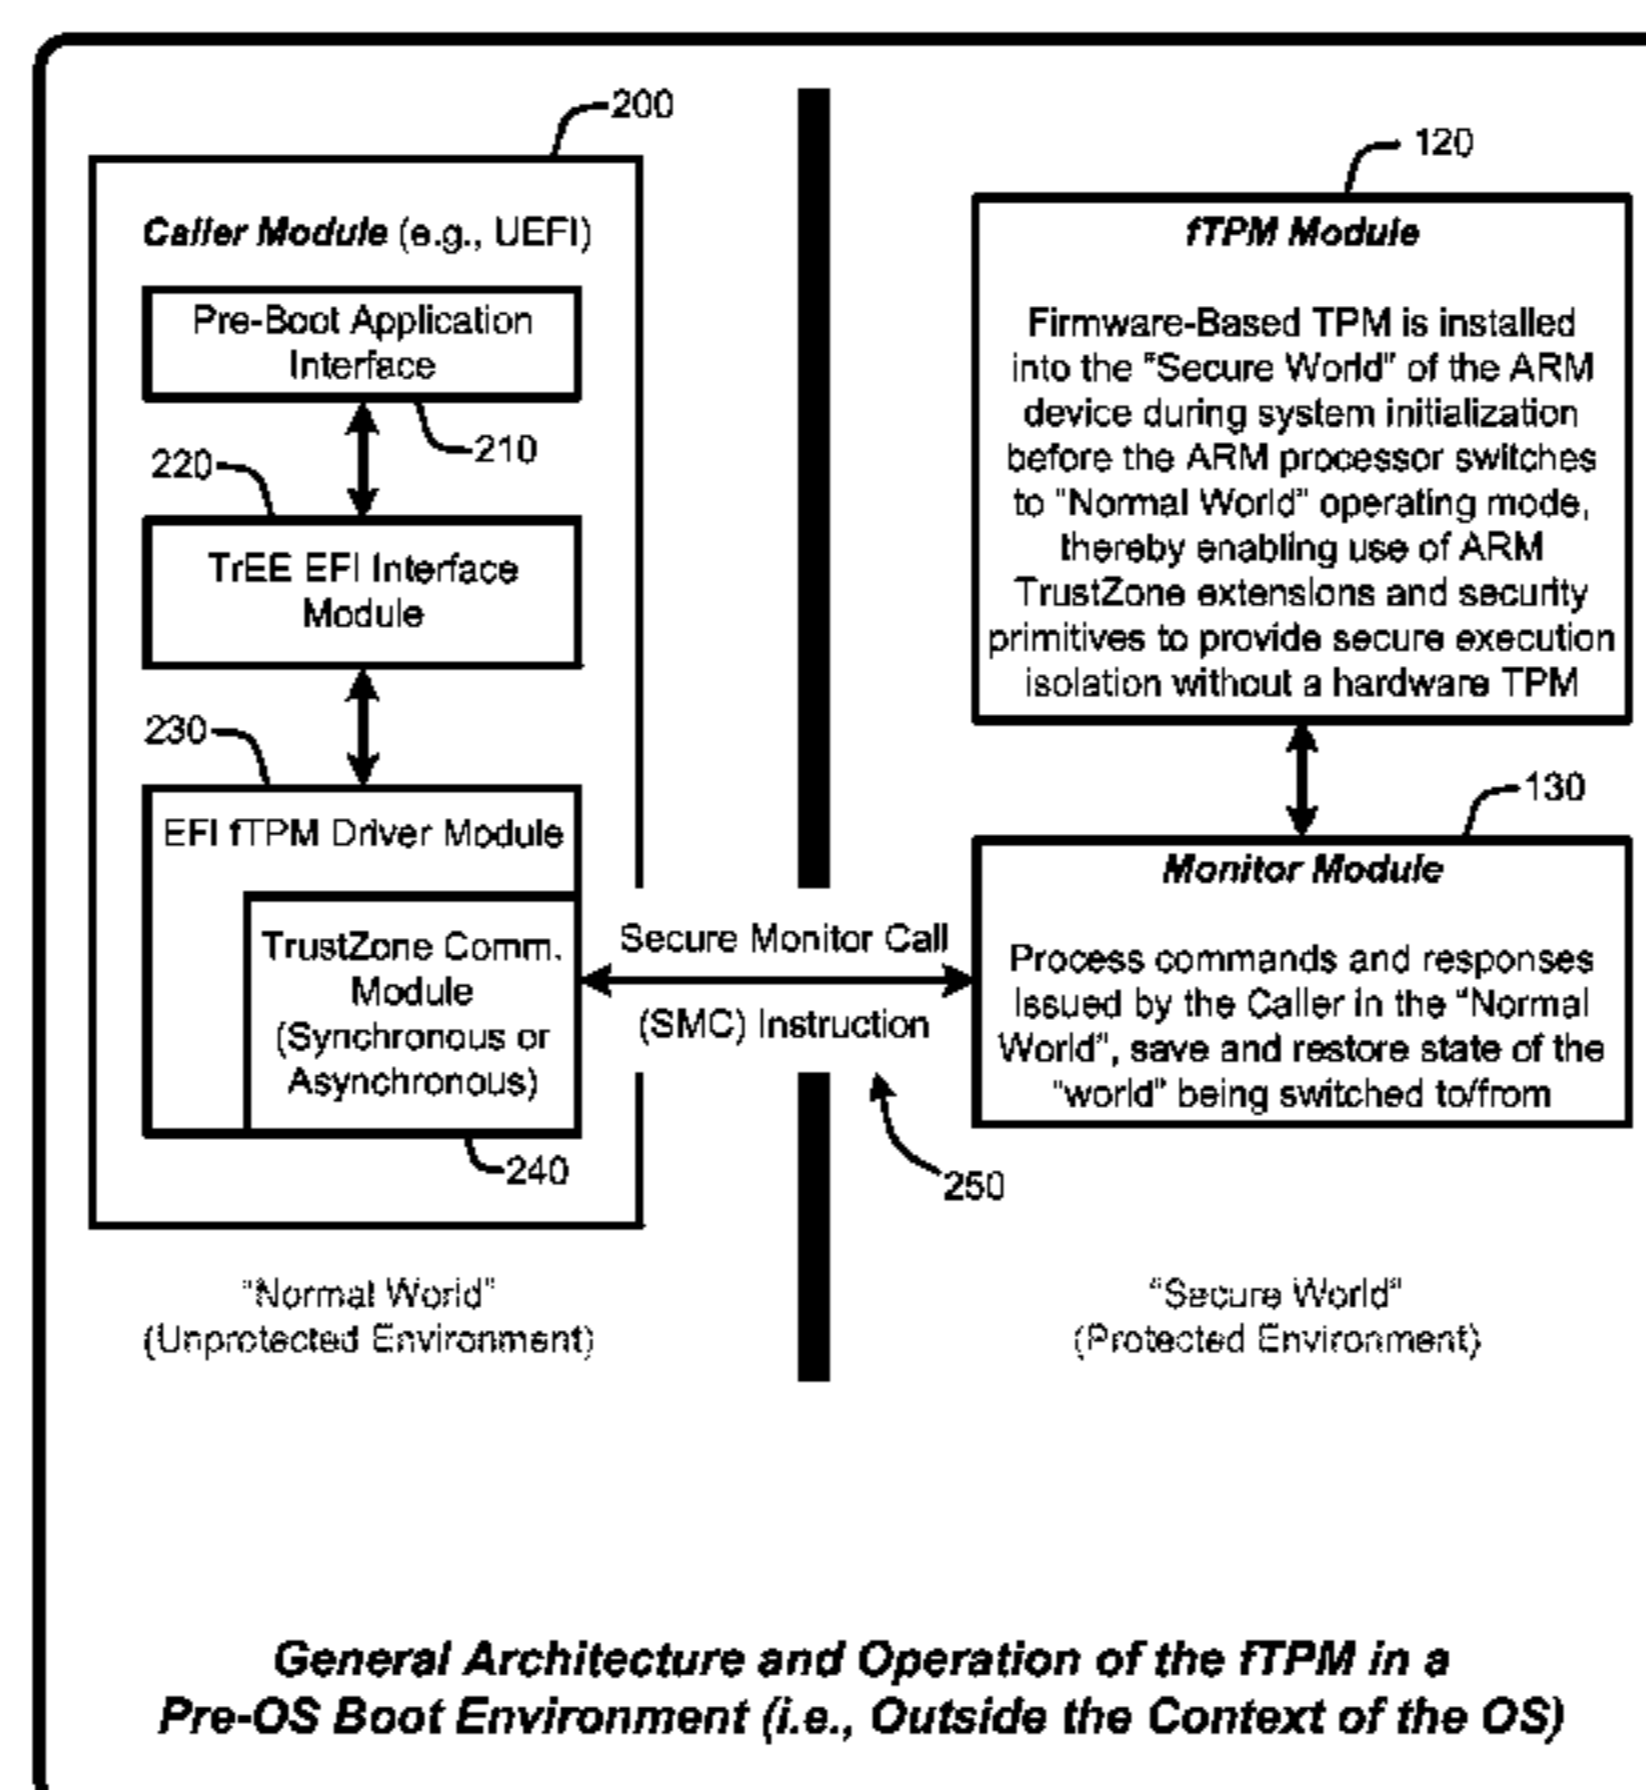 200
Caller Module (e.g., UEFI)
Pre-Boot Application
Interface
210
220
TrEE EFI Interface
Module
230
EFI fTPM Driver Module
TrustZone Comm.
Module
(Synchronous or
Asynchronous)
240
"Normal World"
(Unprotected Environment)
Secure Monitor Call
(SMC) Instruction
250
120
fTPM Module
Firmware-Based TPM is installed
into the "Secure World" of the ARM
device during system initialization
before the ARM processor switches
to "Normal World" operating mode,
thereby enabling use of ARM
TrustZone extensions and security
primitives to provide secure execution
isolation without a hardware TPM
130
Monitor Module
Process commands and responses
issued by the Caller in the "Normal
World", save and restore state of the
"world" being switched to/from
"Secure World"
(Protected Environment)
General Architecture and Operation of the fTPM in a
Pre-OS Boot Environment (i.e., Outside the Context of the OS)